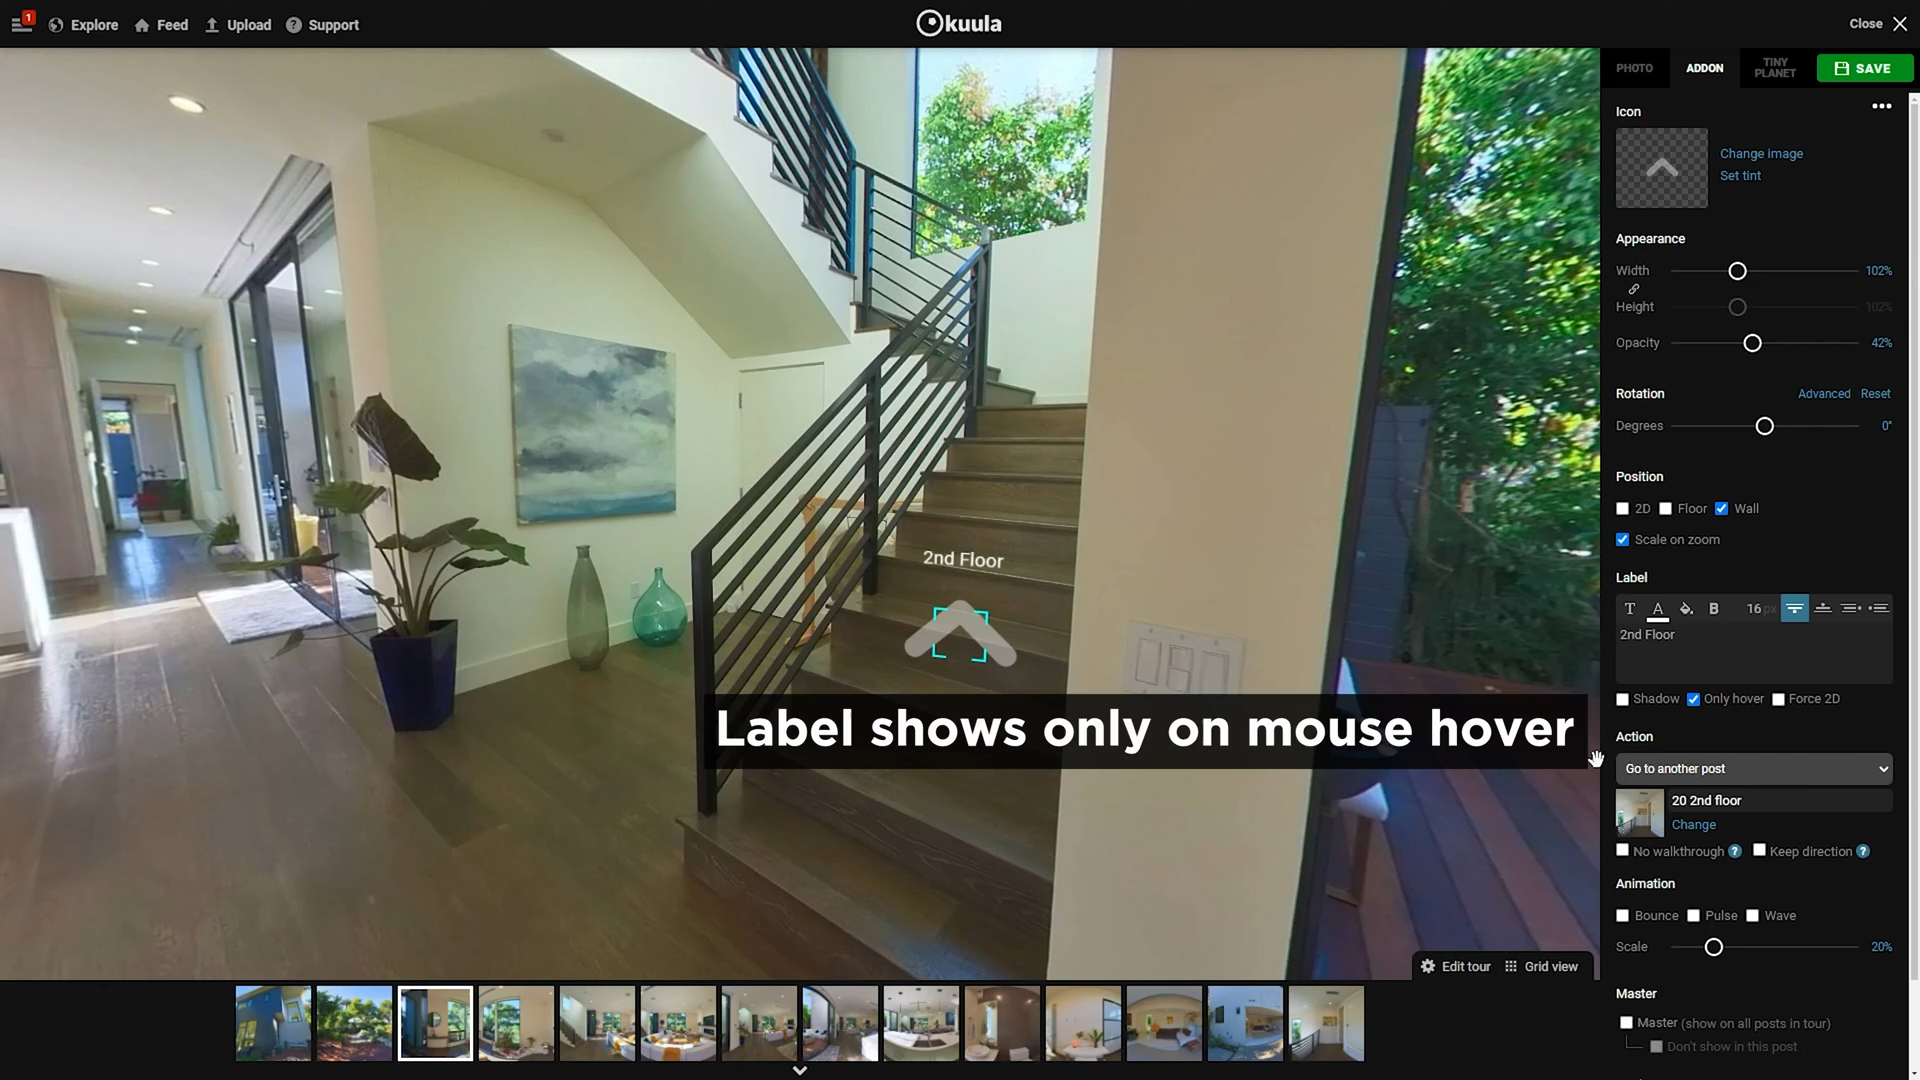 1
Explore
Feed
Upload
Support
kuula
Close
PHOTO
ADDON
TINY
PLANET
SAVE
Icon
Change image
Set tint
Appearance
Width
102%
Height
102%
Opacity
42%
Rotation
Advanced
Reset
Degrees
0°
Position
2D
Floor
Wall
Scale on zoom
Label
T A B 16 px
2nd Floor
Shadow
Only hover
Force 2D
2nd Floor
Label shows only on mouse hover
Action
Go to another post
20 2nd floor
Change
No walkthrough ?
Keep direction ?
Animation
Bounce
Pulse
Wave
Scale
20%
Edit tour
Grid view
Master
Master (show on all posts in tour)
Don't show in this post